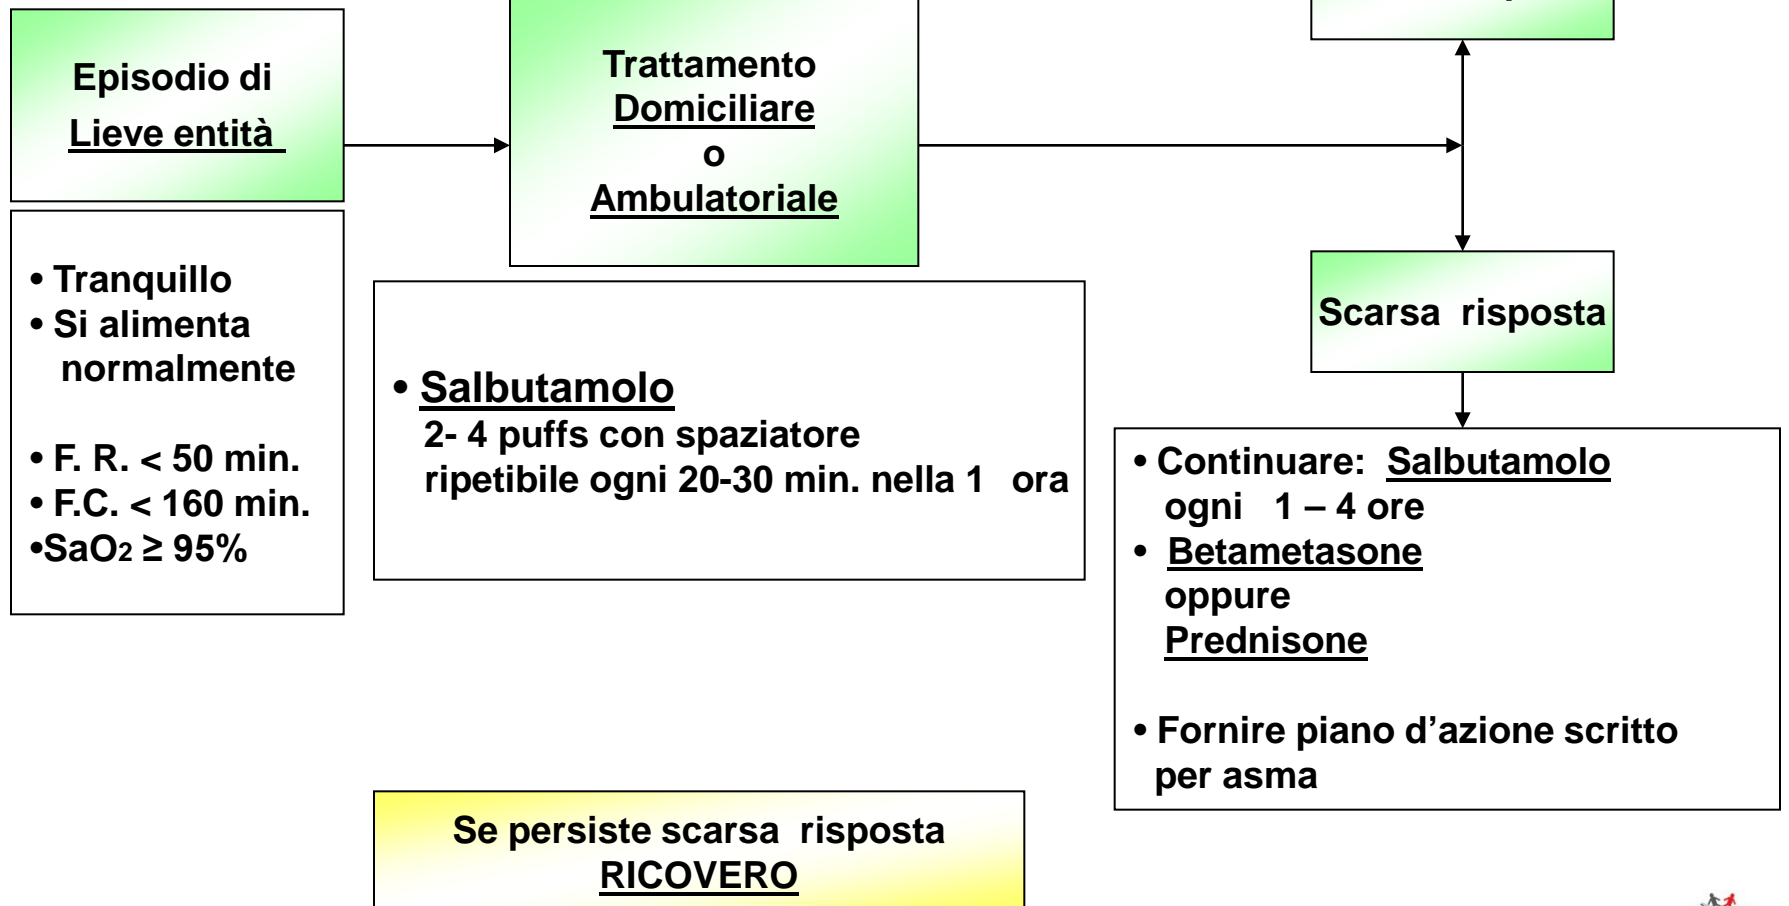 Episodio di
Lieve entità
Trattamento
Domiciliare
o
Ambulatoriale
• Tranquillo
• Si alimenta
normalmente
• F. R. < 50 min.
• F.C. < 160 min.
•SaO2 ≥ 95%
• Salbutamolo
2- 4 puffs con spaziatore
ripetibile ogni 20-30 min. nella 1 ora
Scarsa risposta
• Continuare: Salbutamolo
ogni 1 – 4 ore
• Betametasone
oppure
Prednisone
• Fornire piano d’azione scritto
per asma
Se persiste scarsa risposta
RICOVERO